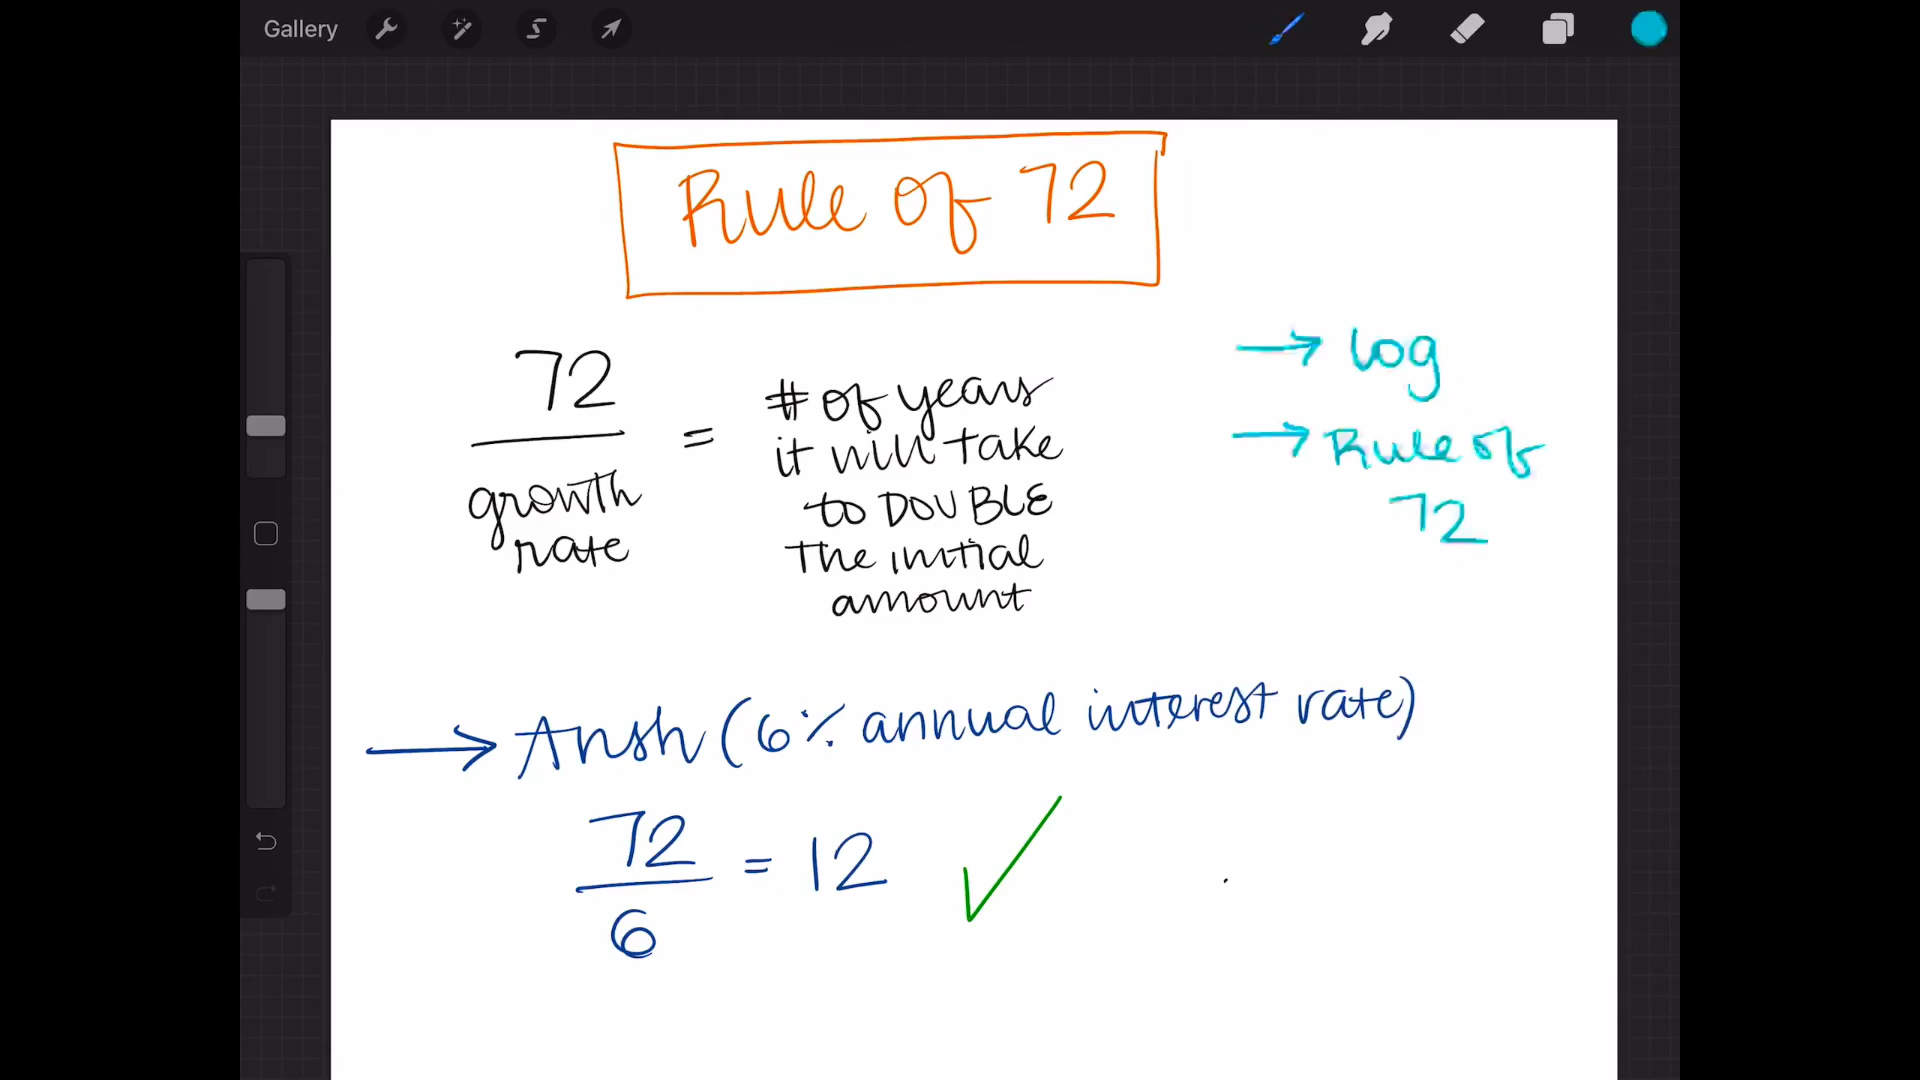 Gallery
Rule of 72
72
growth
rate
=
# of years
it will take
to DOUBLE
the initial
amount
→ log
→ Rule of
72
→ Ansh (6% annual interest rate)
72
6
= 12 ✓